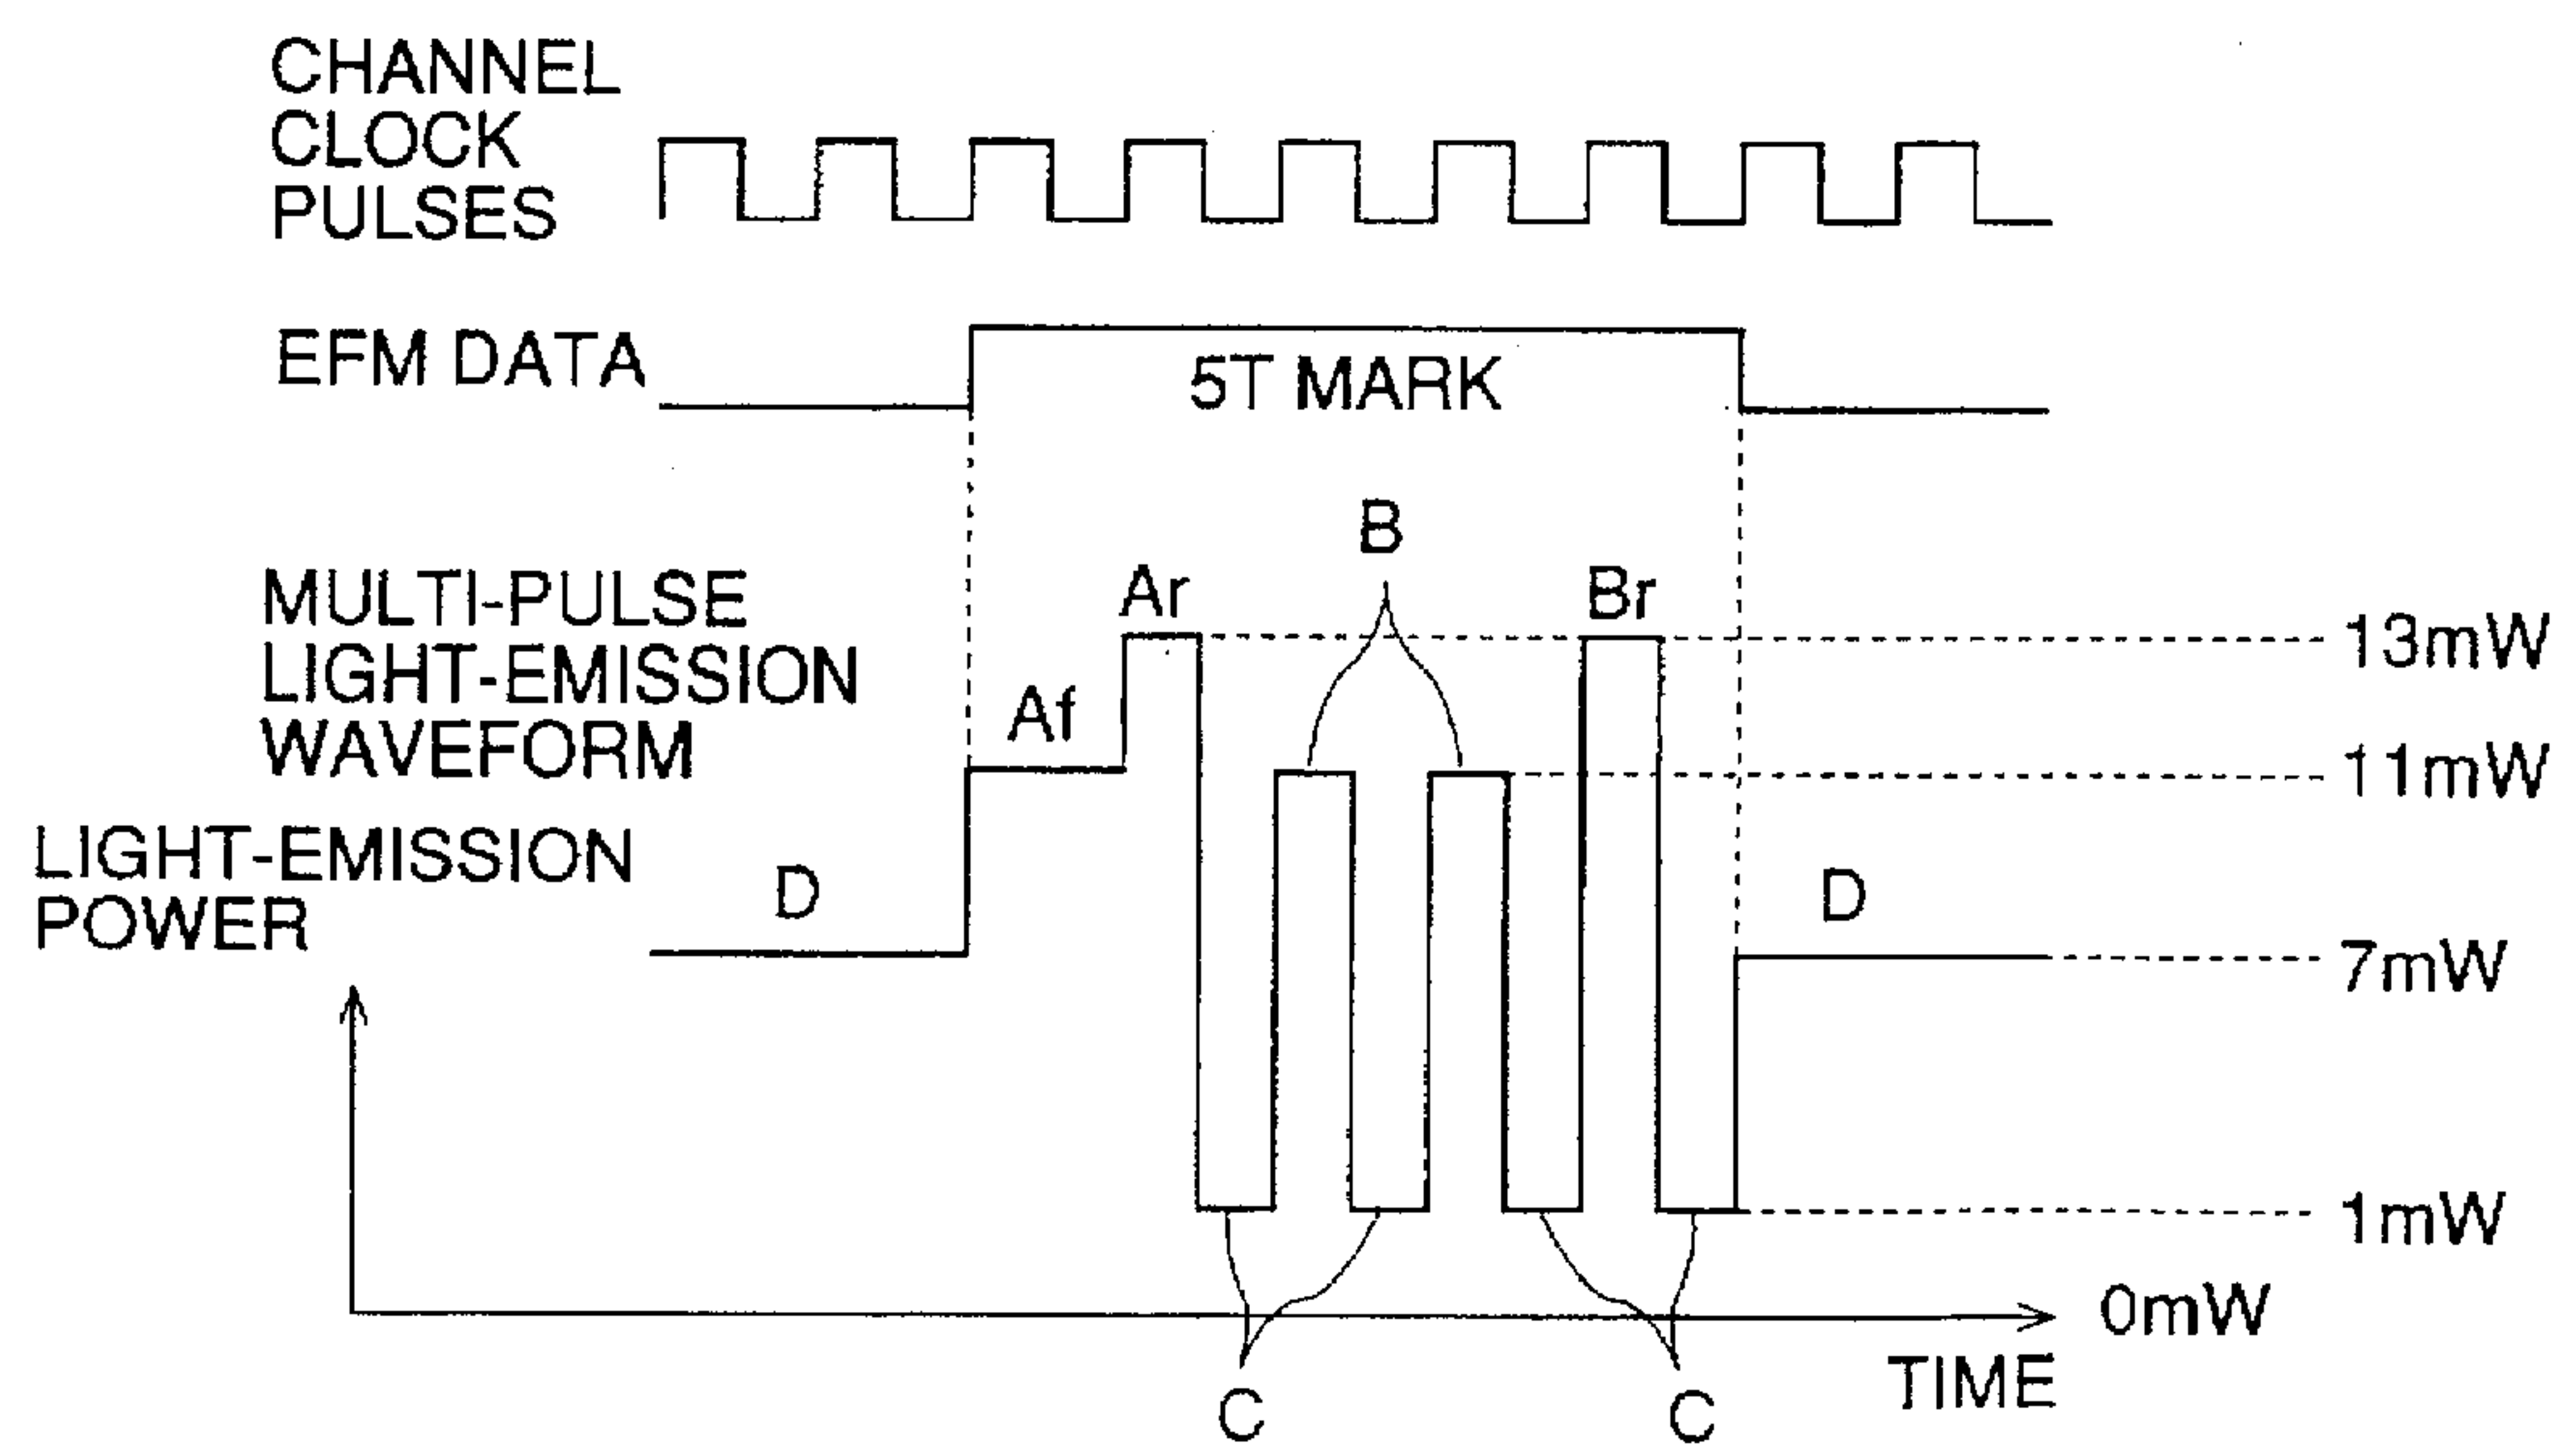 CHANNEL
CLOCK
PULSES
EFM DATA
5T MARK
MULTI-PULSE
LIGHT-EMISSION
WAVEFORM
LIGHT-EMISSION
POWER
D
Af
Ar
B
Br
D
13mW
11mW
7mW
1mW
0mW
TIME
C
C